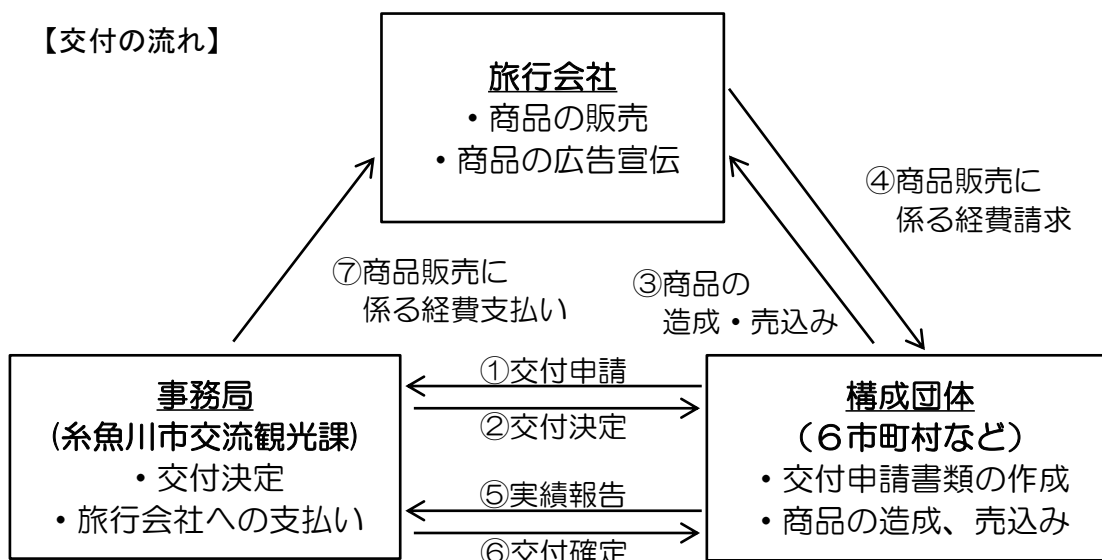 【交付の流れ】
旅行会社
・商品の販売
・商品の広告宣伝
④商品販売に
係る経費請求
⑦商品販売に
係る経費支払い
③商品の
造成・売込み
事務局
(糸魚川市交流観光課)
・交付決定
・旅行会社への支払い
①交付申請
②交付決定
⑤実績報告
⑥交付確定
構成団体
(6市町村など)
・交付申請書類の作成
・商品の造成、売込み